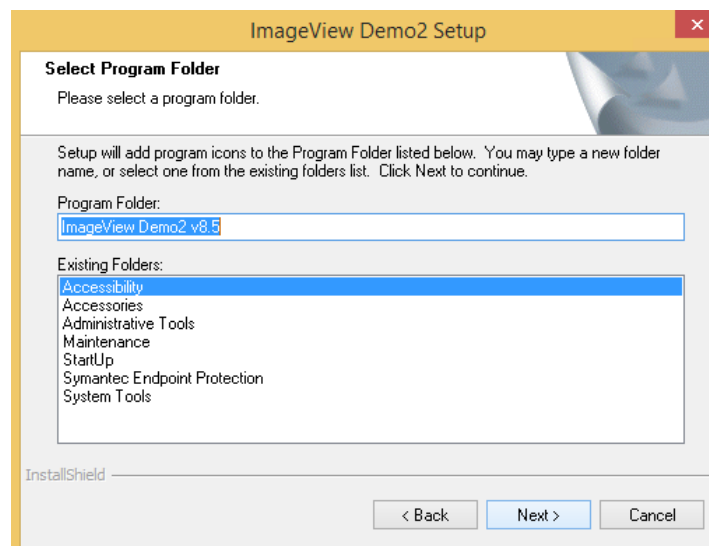 ImageView Demo2 Setup
Select Program Folder
Please select a program folder.
Setup will add program icons to the Program Folder listed below. You may type a new folder
name, or select one from the existing folders list. Click Next to continue.
Program Folder:
ImageView Demo2 v8.5
Existing Folders:
Accessibility
Accessories
Administrative Tools
Maintenance
StartUp
Symantec Endpoint Protection
System Tools
InstallShield
< Back Next > Cancel